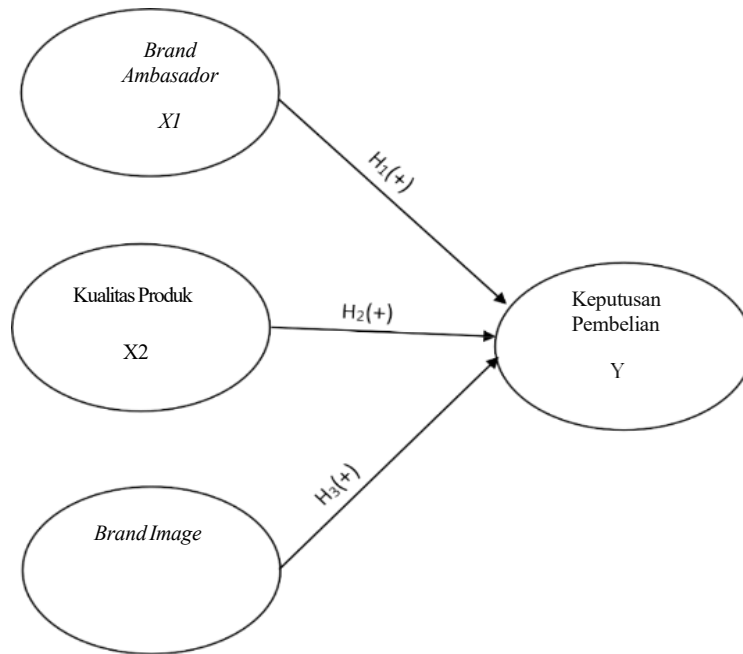 Brand
Ambasador
X1
H₁(+)
Kualitas Produk
X2
H₂(+)
Keputusan
Pembelian
Y
H₃(+)
Brand Image